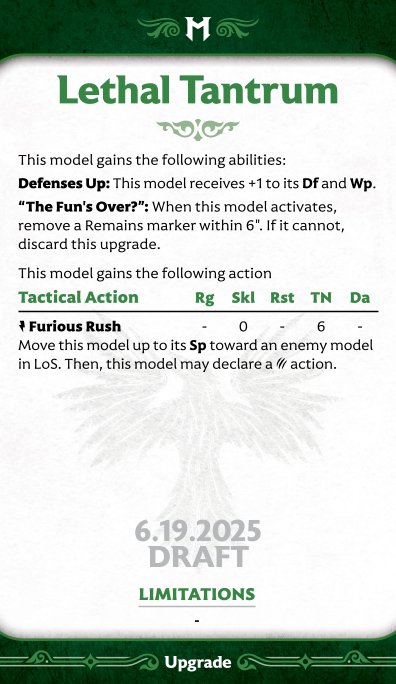 M
Lethal Tantrum
This model gains the following abilities:
Defenses Up: This model receives +1 to its Df and Wp.
“The Fun's Over?”: When this model activates,
remove a Remains marker within 6". If it cannot,
discard this upgrade.
This model gains the following action
Tactical Action Rg Skl Rst TN Da
Furious Rush - 0 - 6 -
Move this model up to its Sp toward an enemy model
in LoS. Then, this model may declare a action.
6.19.2025
DRAFT
LIMITATIONS
-
Upgrade